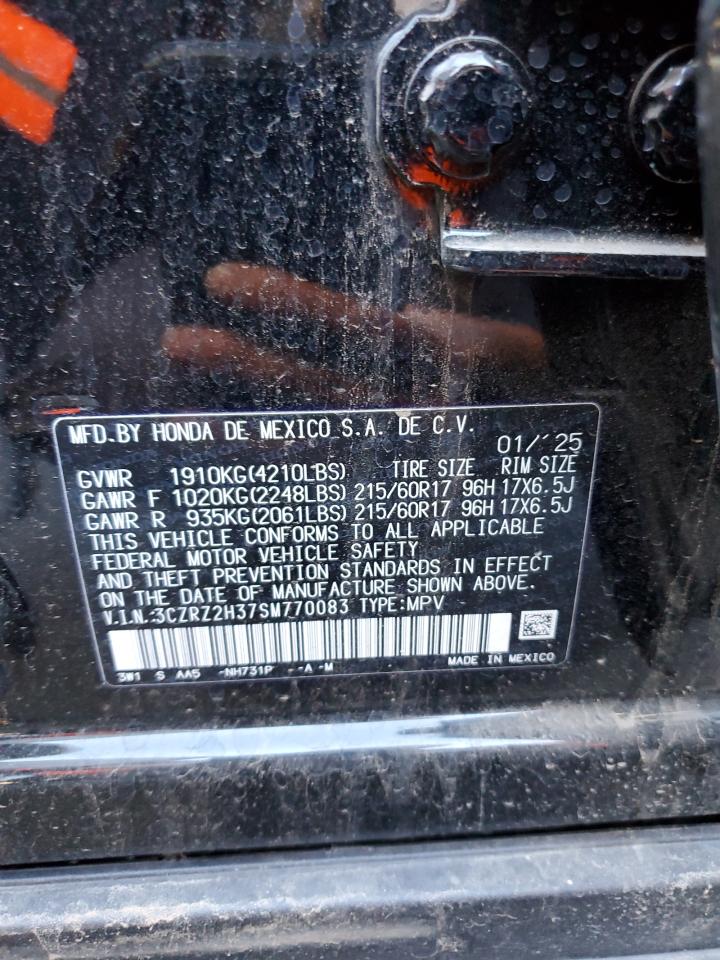 MFD.BY HONDA DE MEXICO S.A. DE C.V. 01/'25
GVWR 1910KG(4210LBS) TIRE SIZE RIM SIZE
GAWR F 1020KG(2248LBS) 215/60R17 96H 17X6.5J
GAWR R 935KG(2061LBS) 215/60R17 96H 17X6.5J
THIS VEHICLE CONFORMS TO ALL APPLICABLE
FEDERAL MOTOR VEHICLE SAFETY
AND THEFT PREVENTION STANDARDS IN EFFECT
ON THE DATE OF MANUFACTURE SHOWN ABOVE.
V.I.N.:3CZRZ2H37SM770083 TYPE:MPV
3W1 S AA5 -NH731P -A -M MADE IN MEXICO